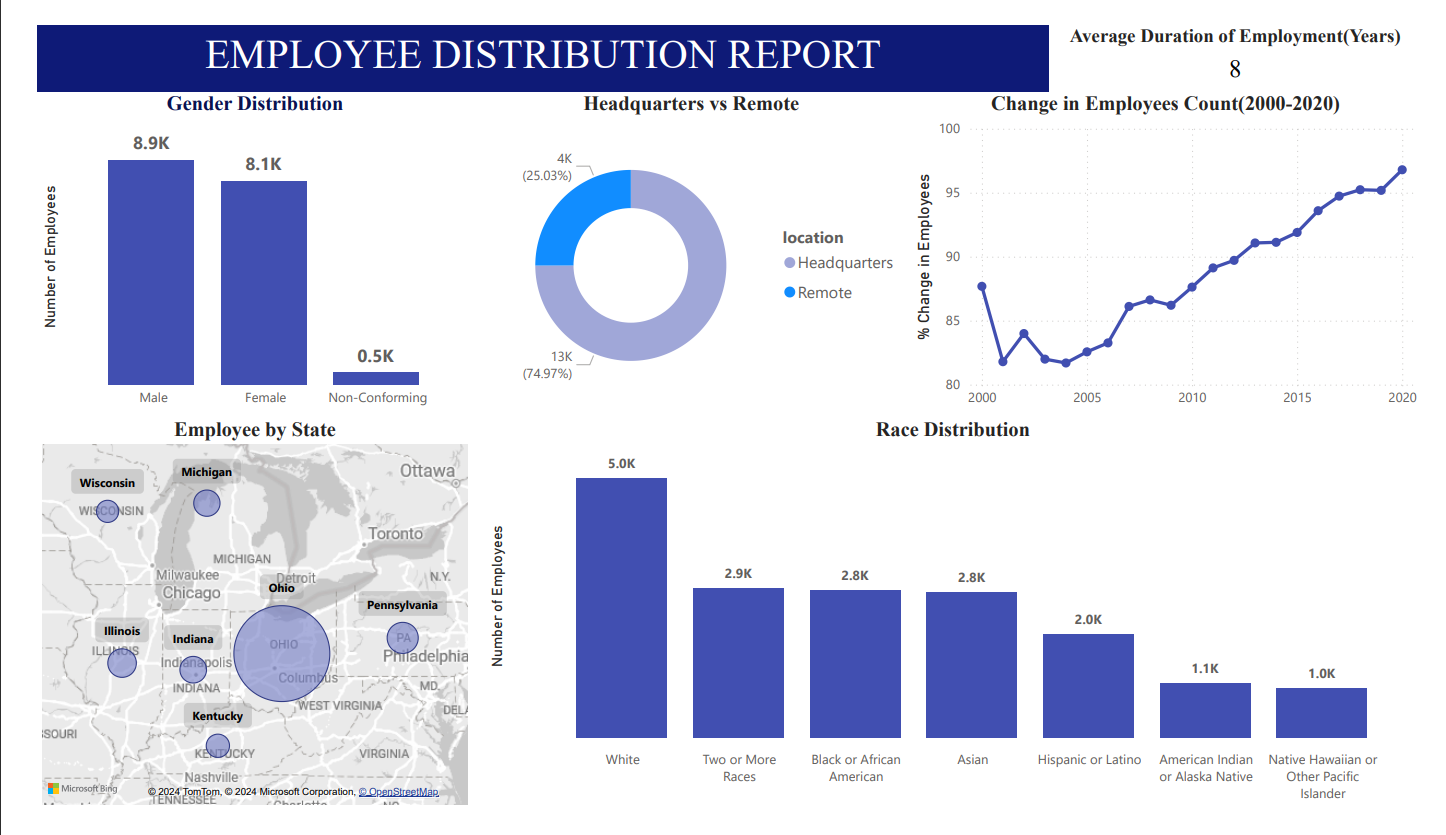 EMPLOYEE DISTRIBUTION REPORT
Average Duration of Employment(Years)
8
Gender Distribution
Number of Employees
8.9K
8.1K
0.5K
Male
Female
Non-Conforming
Headquarters vs Remote
4K
(25.03%)
13K
(74.97%)
location
Headquarters
Remote
Change in Employees Count(2000-2020)
% Change in Employees
100
95
90
85
80
2000
2005
2010
2015
2020
Employee by State
Ottawa
Michigan
Wisconsin
WISCONSIN
Toronto
MICHIGAN
Milwaukee
Detroit
N.Y.
Chicago
Ohio
Pennsylvania
Illinois
Indiana
PA
OHIO
ILLINOIS
Philadelphia
Indianapolis
Columbus
INDIANA
MD.
WEST VIRGINIA
DELA
Kentucky
SSOURI
KENTUCKY
VIRGINIA
Nashville
Microsoft Bing
© 2024 TomTom, © 2024 Microsoft Corporation, © OpenStreetMap
TENNESSEE
Charlotte
Race Distribution
Number of Employees
5.0K
2.9K
2.8K
2.8K
2.0K
1.1K
1.0K
White
Two or More
Races
Black or African
American
Asian
Hispanic or Latino
American Indian
or Alaska Native
Native Hawaiian or
Other Pacific
Islander